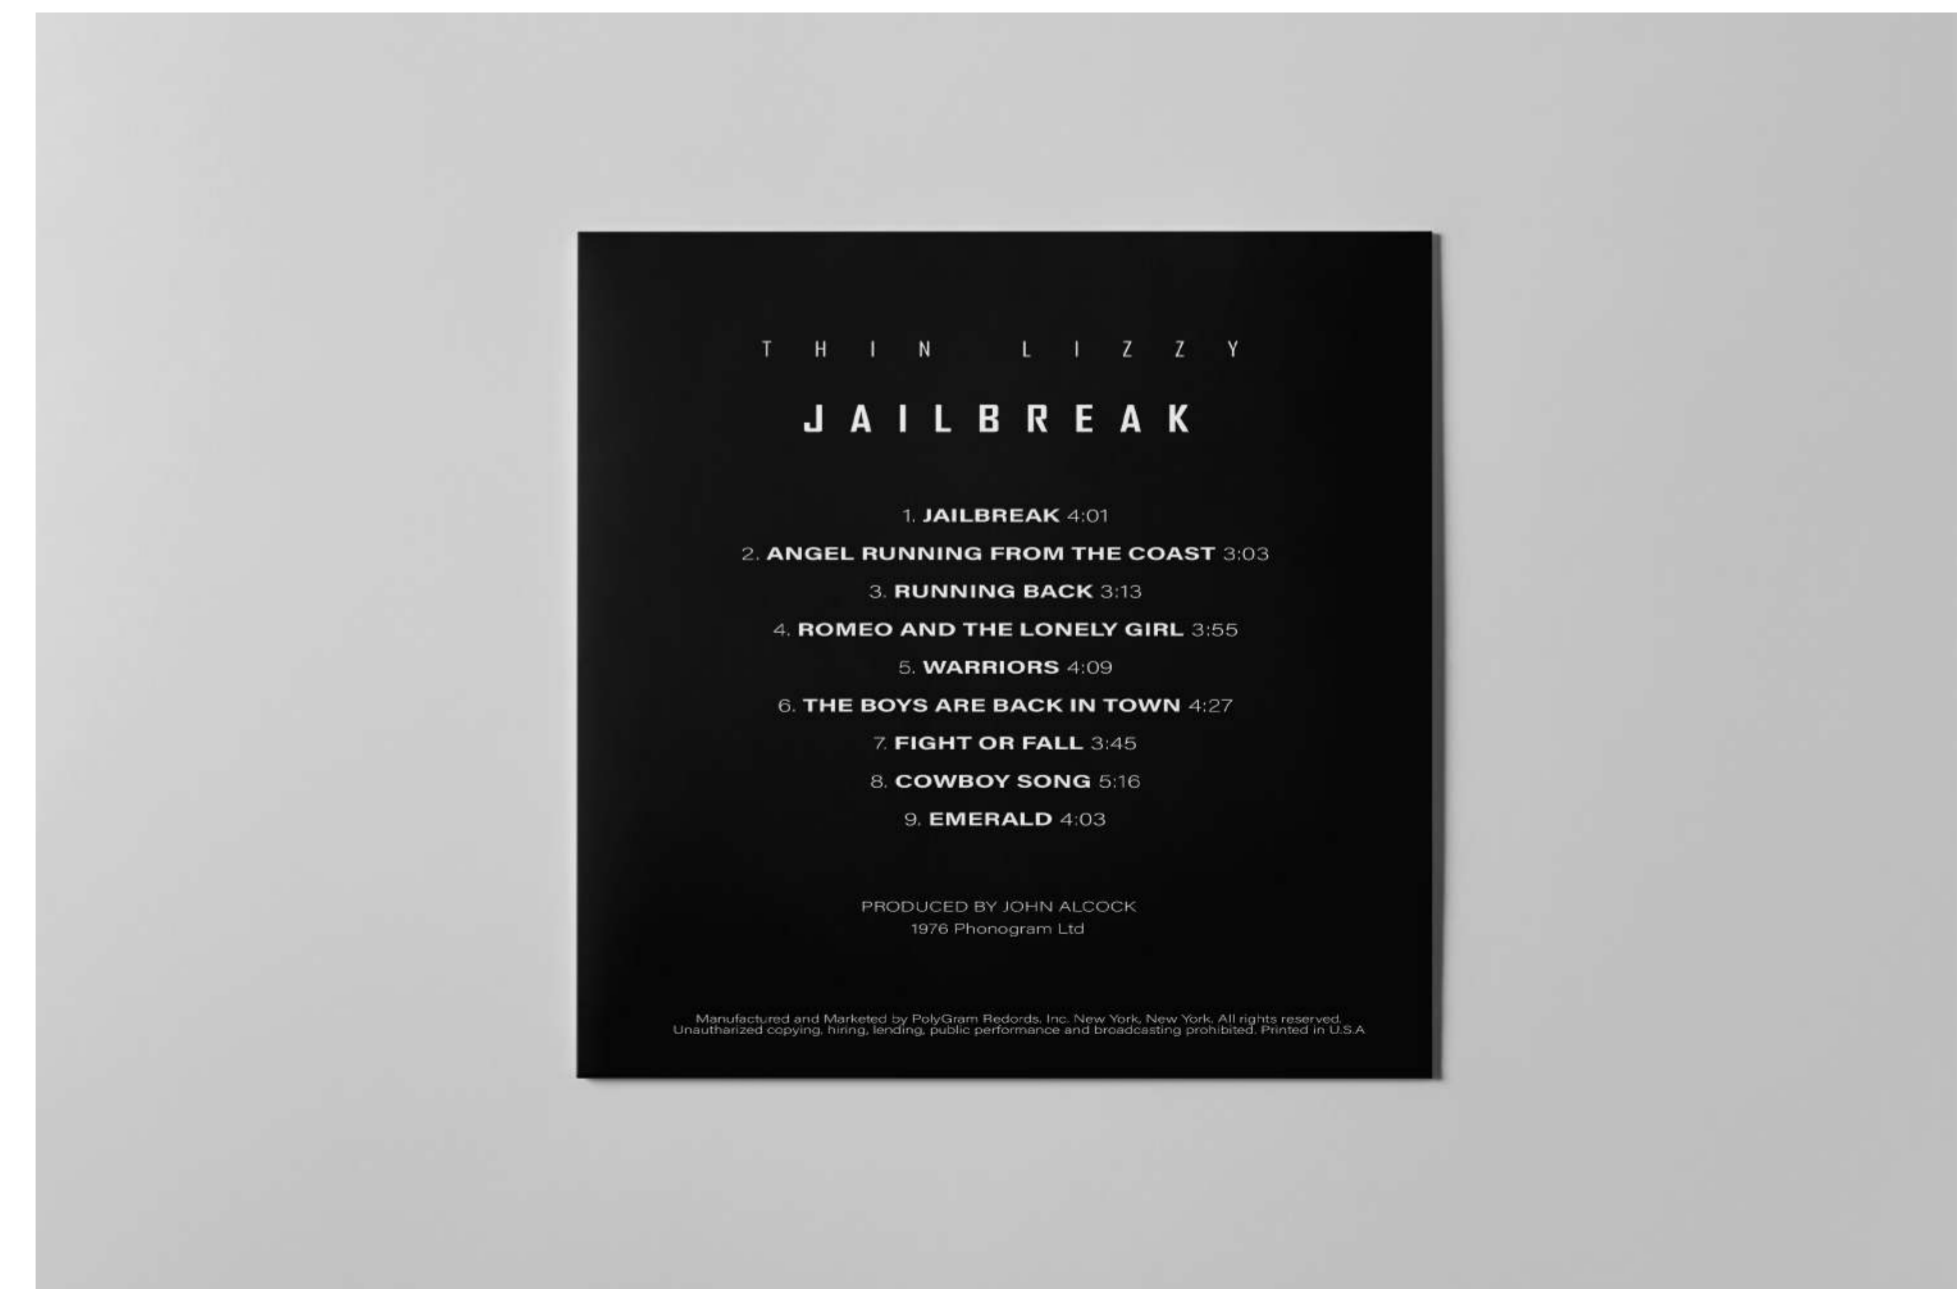 THIN LIZZY
JAILBREAK
1. JAILBREAK 4:01
2. ANGEL RUNNING FROM THE COAST 3:03
3. RUNNING BACK 3:13
4. ROMEO AND THE LONELY GIRL 3:55
5. WARRIORS 4:09
6. THE BOYS ARE BACK IN TOWN 4:27
7. FIGHT OR FALL 3:45
8. COWBOY SONG 5:16
9. EMERALD 4:03
PRODUCED BY JOHN ALCOCK
1976 Phonogram Ltd
Manufactured and Marketed by PolyGram Redords, Inc. New York, New York. All rights reserved.
Unautharized copying, hiring, lending, public performance and broadcasting prohibited. Printed in U.S.A